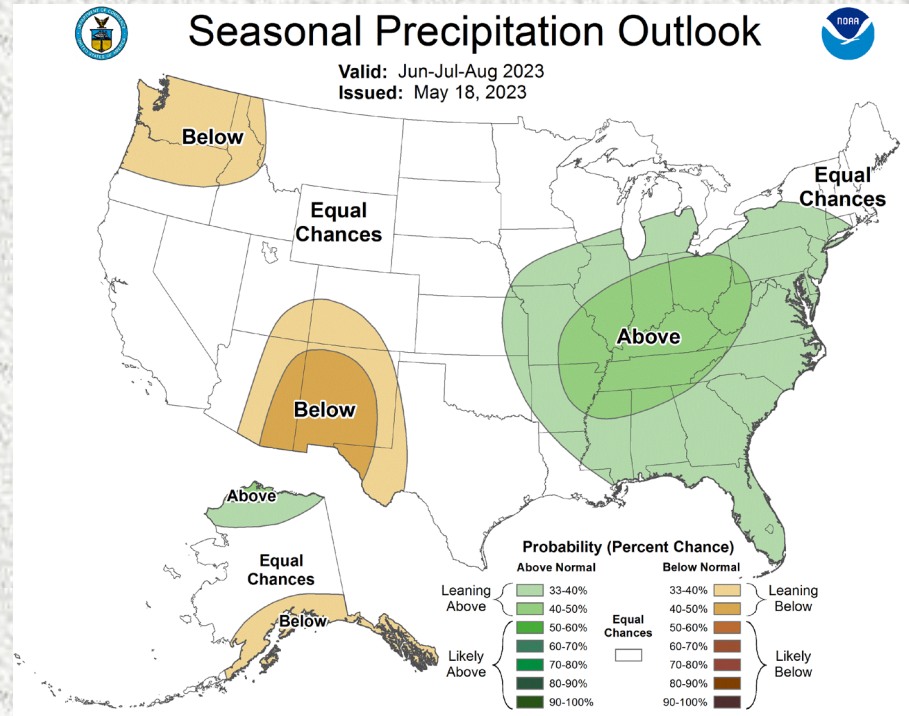 NOAA
Seasonal Precipitation Outlook
Valid: Jun-Jul-Aug 2023
Issued: May 18, 2023
Below
Equal
Chances
Equal
Chances
Above
Below
Above
Equal
Chances
Below
Probability (Percent Chance)
Above Normal
Below Normal
Leaning
Above
33-40%
40-50%
50-60%
60-70%
70-80%
80-90%
90-100%
Likely
Above
Equal
Chances
33-40%
40-50%
50-60%
60-70%
70-80%
80-90%
90-100%
Leaning
Below
Likely
Below